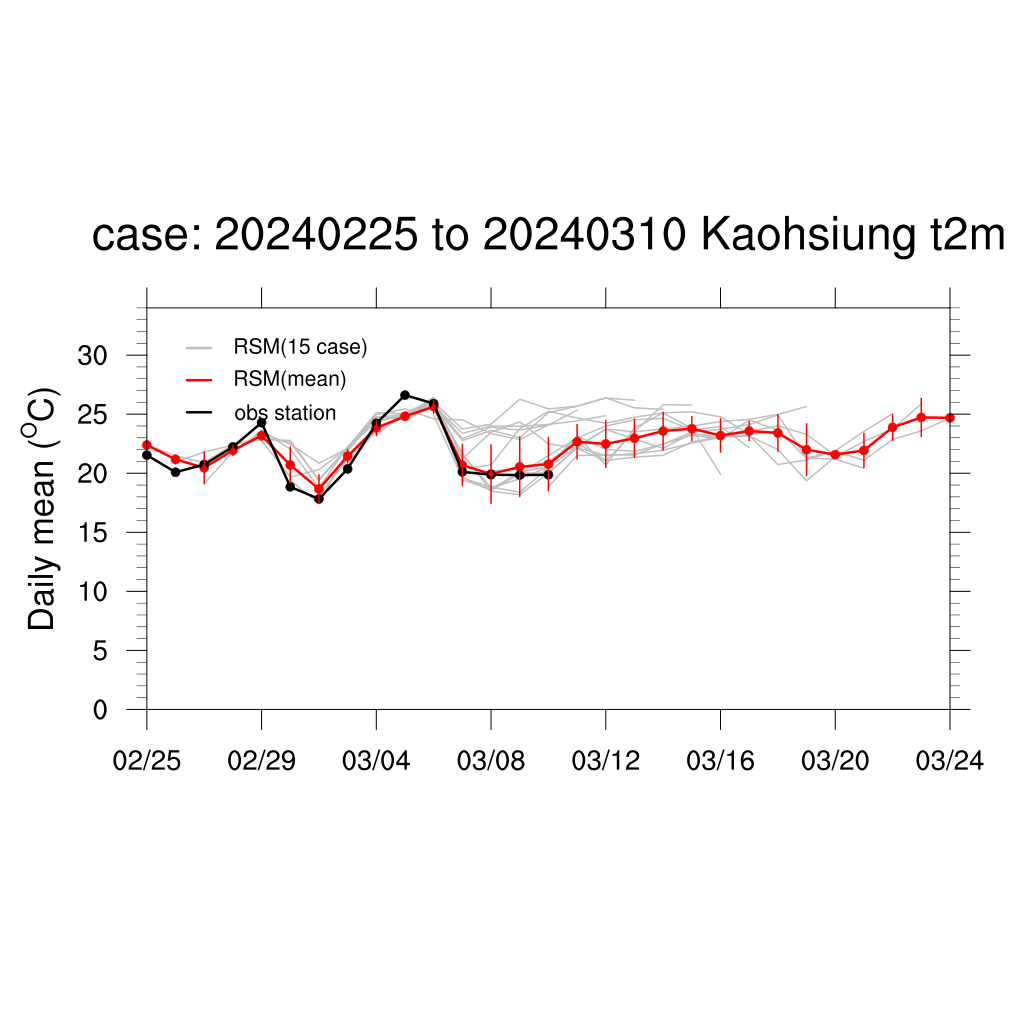 case: 20240225 to 20240310 Kaohsiung t2m
RSM(15 case)
RSM(mean)
obs station
Daily mean (OC)
30
25
20
15
10
5
0
02/25 02/29 03/04 03/08 03/12 03/16 03/20 03/24